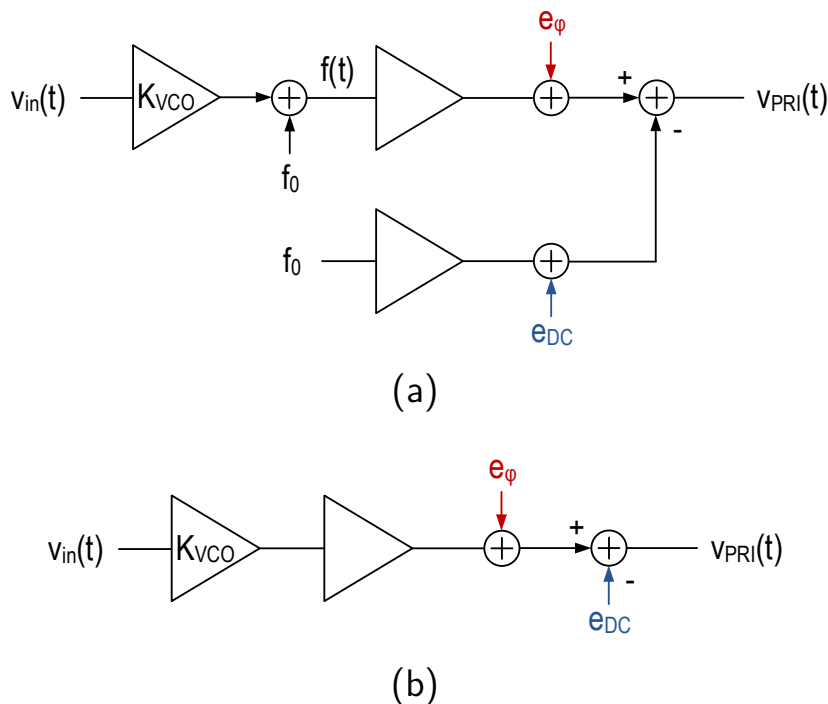 eφ
f(t)
vin(t) KVCO + vPRI(t)
-
f0
f0
eDC
(a)
eφ
+
vin(t) KVCO vPRI(t)
-
eDC
(b)